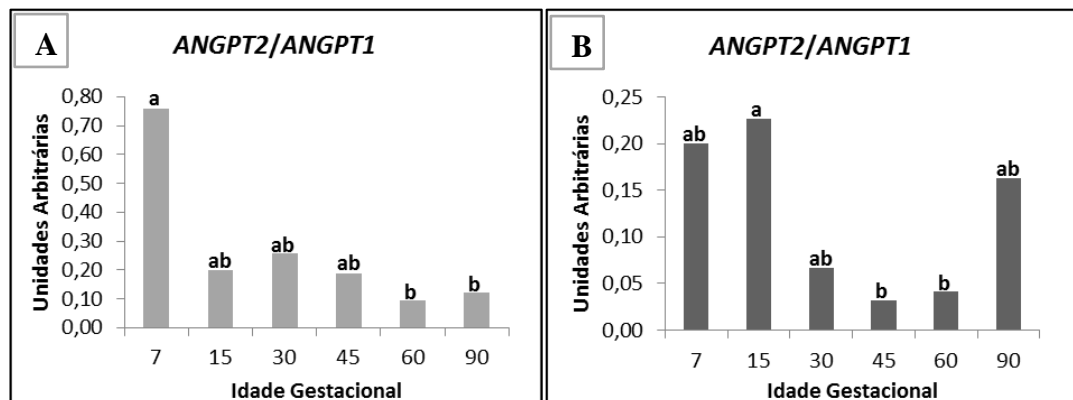 A
ANGPT2/ANGPT1
Unidades Arbitrárias
0,80
0,70
0,60
0,50
0,40
0,30
0,20
0,10
0,00
a
ab
ab
ab
b
b
7 15 30 45 60 90
Idade Gestacional
B
ANGPT2/ANGPT1
Unidades Arbitrárias
0,25
0,20
0,15
0,10
0,05
0,00
ab
a
ab
b
b
ab
7 15 30 45 60 90
Idade Gestacional